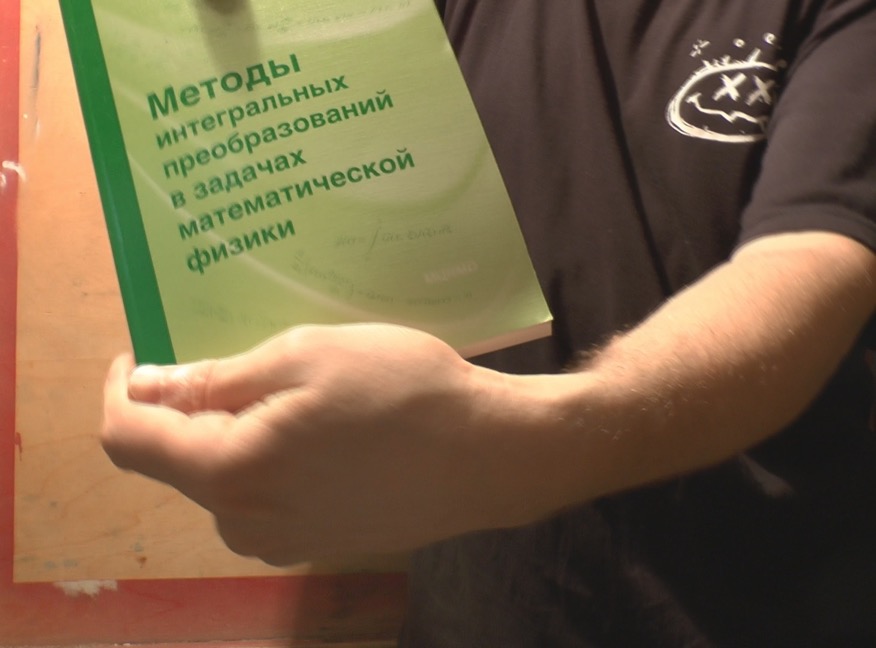 Методы
интегральных
преобразований
в задачах
математической
физики